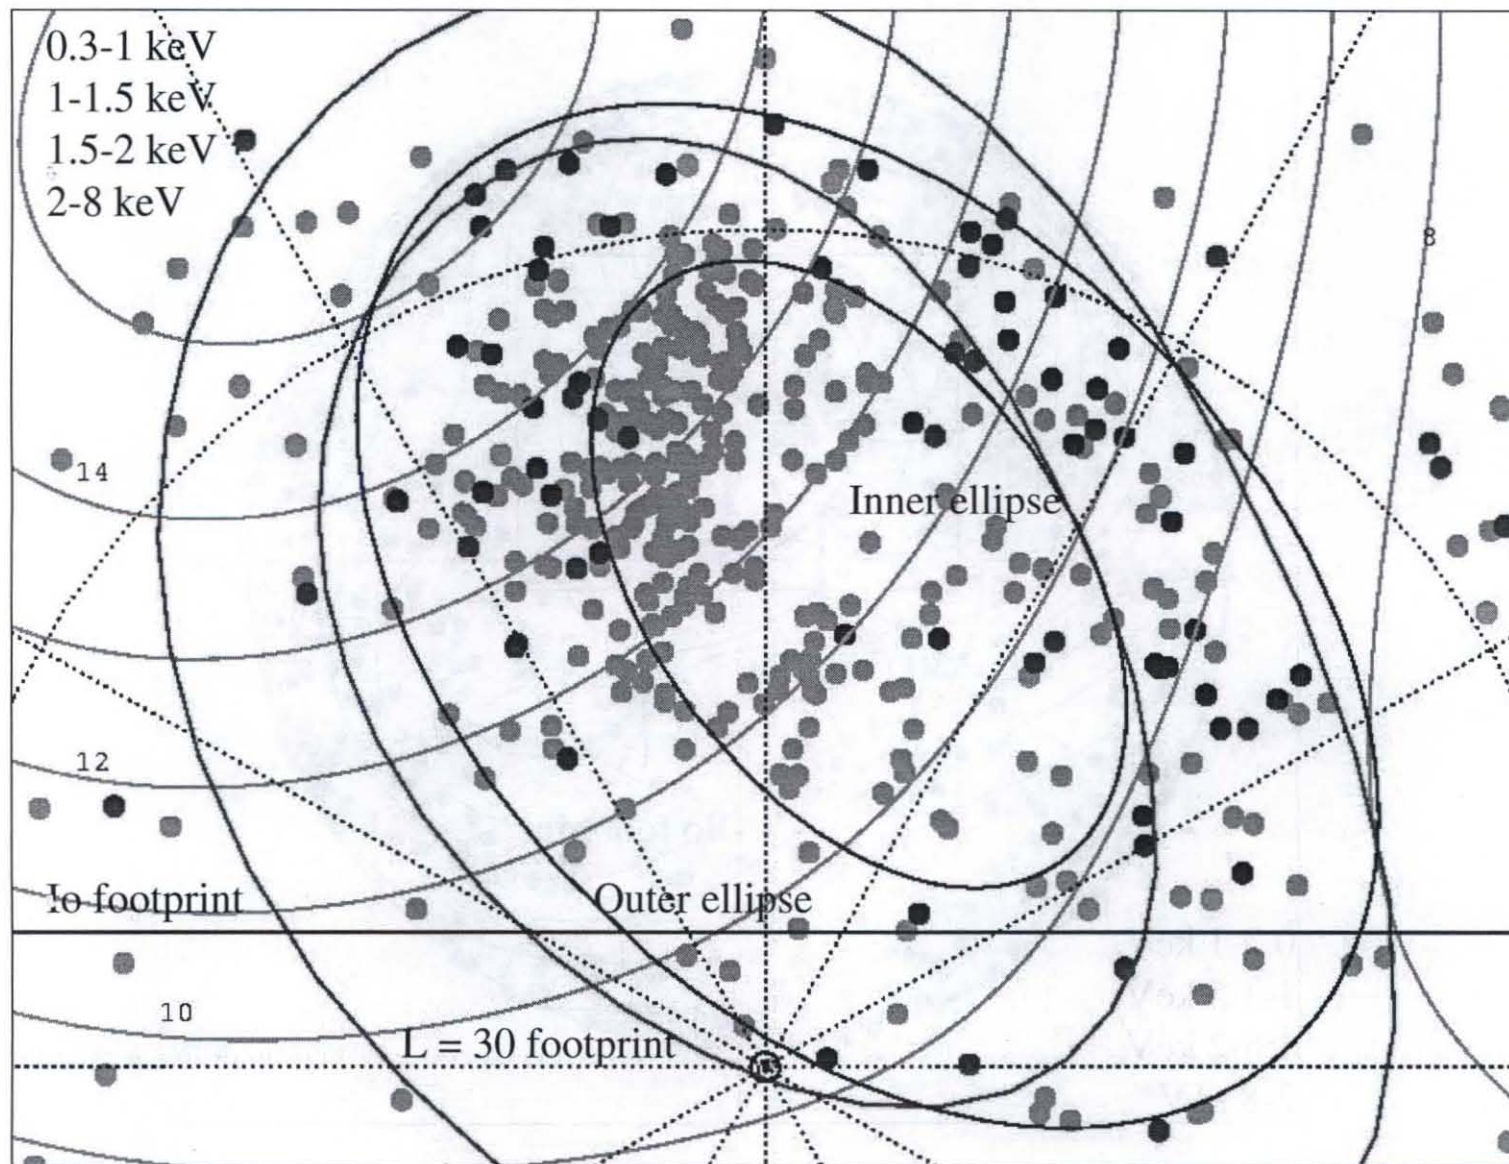 0.3-1 keV
1-1.5 keV
1.5-2 keV
2-8 keV
8
14
Inner ellipse
12
Io footprint
Outer ellipse
10
L = 30 footprint